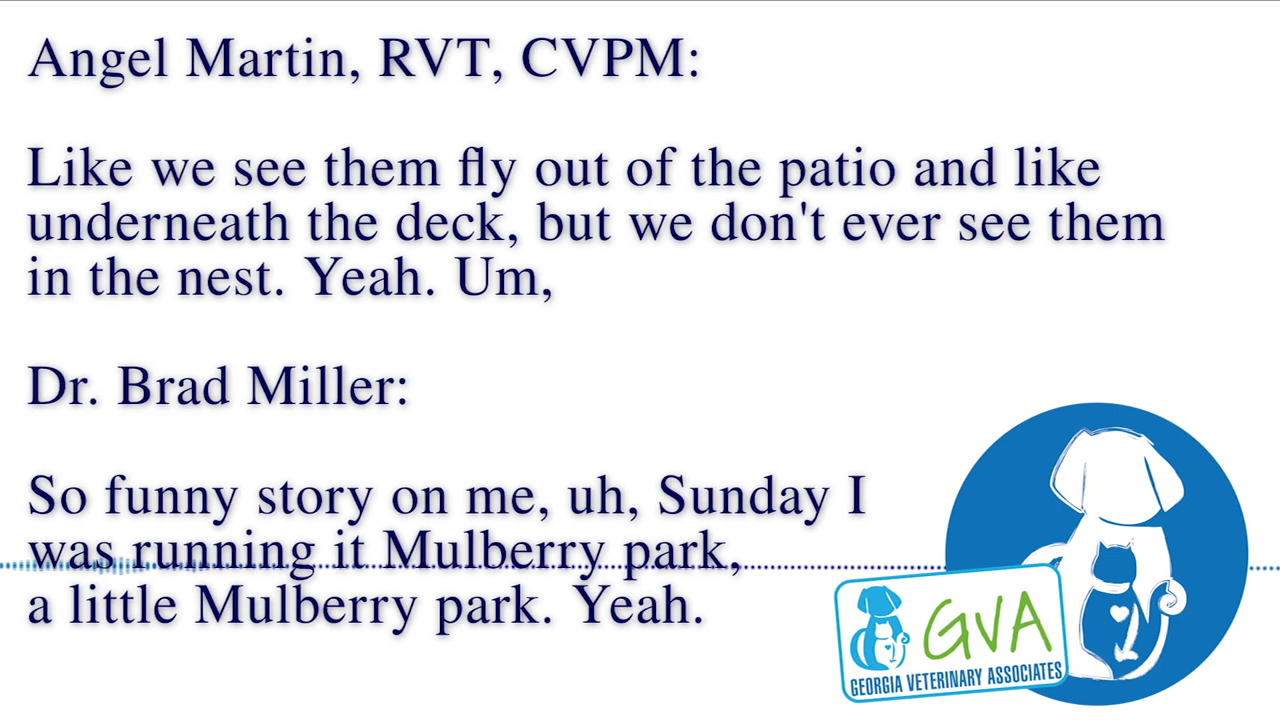 Angel Martin, RVT, CVPM:
Like we see them fly out of the patio and like
underneath the deck, but we don't ever see them
in the nest. Yeah. Um,
Dr. Brad Miller:
So funny story on me, uh, Sunday I
was running it Mulberry park,
a little Mulberry park. Yeah.
GVA
GEORGIA VETERINARY ASSOCIATES